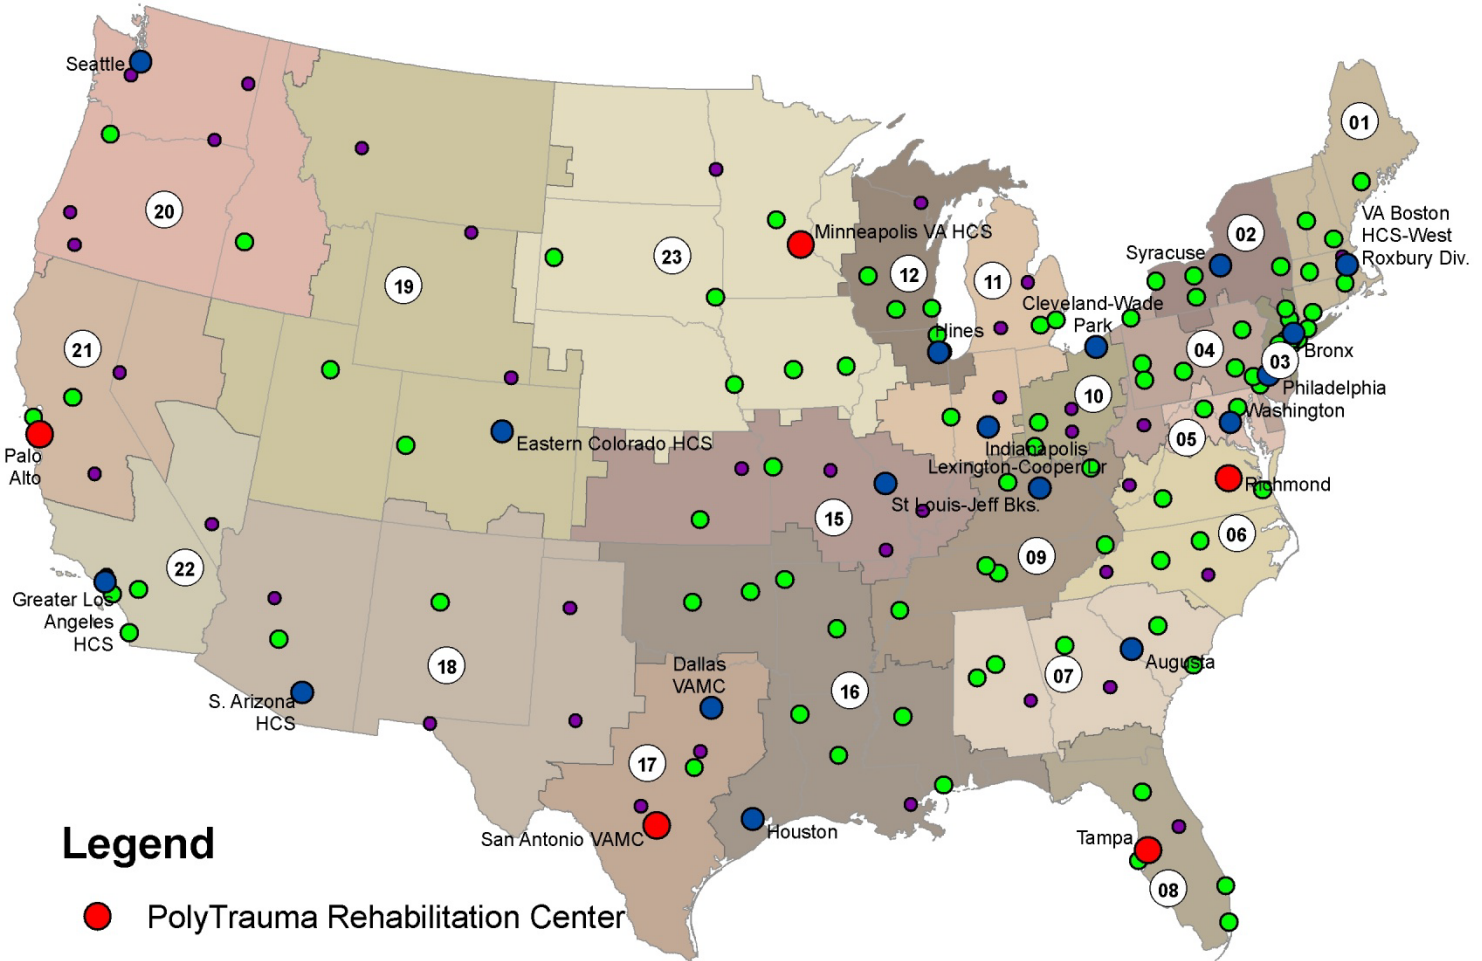 Seattle
01
20
VA Boston
HCS-West
Roxbury Div.
02
Syracuse
Minneapolis VA HCS
23
12
11
19
Cleveland-Wade
Park
Hines
21
04
03
Bronx
Philadelphia
10
Washington
Eastern Colorado HCS
05
Palo
Alto
Indianapolis
Lexington-Cooper Dr
Richmond
St Louis-Jeff Bks.
15
06
09
22
Greater Los
Angeles
HCS
18
Dallas
VAMC
07
Augusta
16
S. Arizona
HCS
17
San Antonio VAMC
Houston
Tampa
08
Legend
PolyTrauma Rehabilitation Center